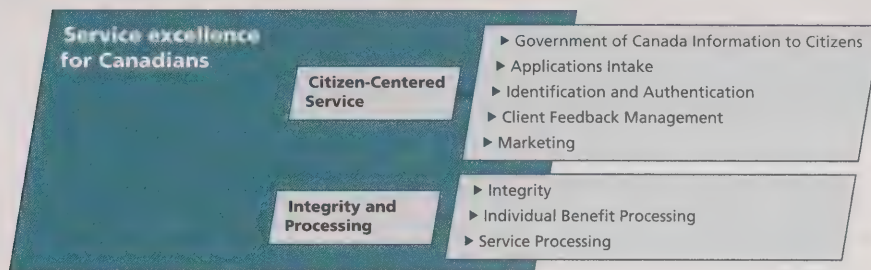 Service excellence
for Canadians
Citizen-Centered
Service
▶ Government of Canada Information to Citizens
▶ Applications Intake
▶ Identification and Authentication
▶ Client Feedback Management
▶ Marketing
Integrity and
Processing
▶ Integrity
▶ Individual Benefit Processing
▶ Service Processing